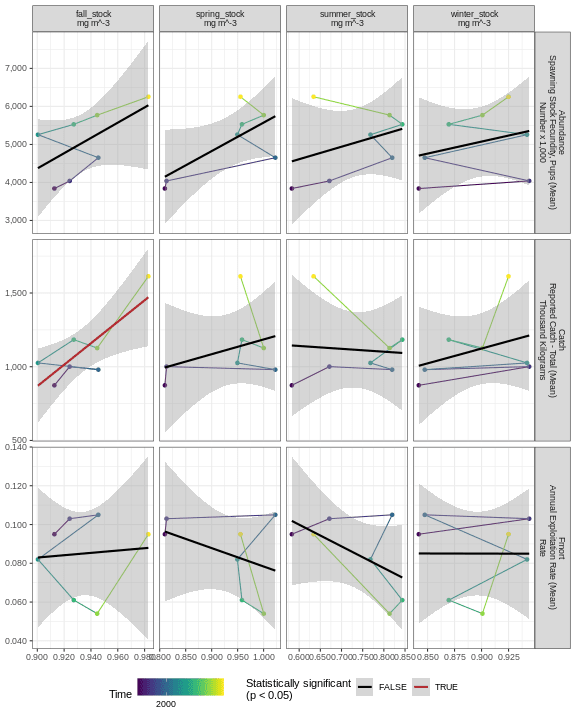 fall_stock
mg m^-3
spring_stock
mg m^-3
summer_stock
mg m^-3
winter_stock
mg m^-3
7,000
6,000
5,000
4,000
3,000
Abundance
Spawning Stock Fecundity, Pups (Mean)
Number x 1,000
1,500
1,000
500
Catch
Reported Catch - Total (Mean)
Thousand Kilograms
0.140
0.120
0.100
0.080
0.060
0.040
Fmort
Annual Exploitation Rate (Mean)
Rate
0.900 0.920 0.940 0.960 0.980
0.800 0.850 0.900 0.950 1.000
0.600 0.650 0.700 0.750 0.800 0.850
0.850 0.875 0.900 0.925
Time
2000
Statistically significant
(p < 0.05)
FALSE
TRUE